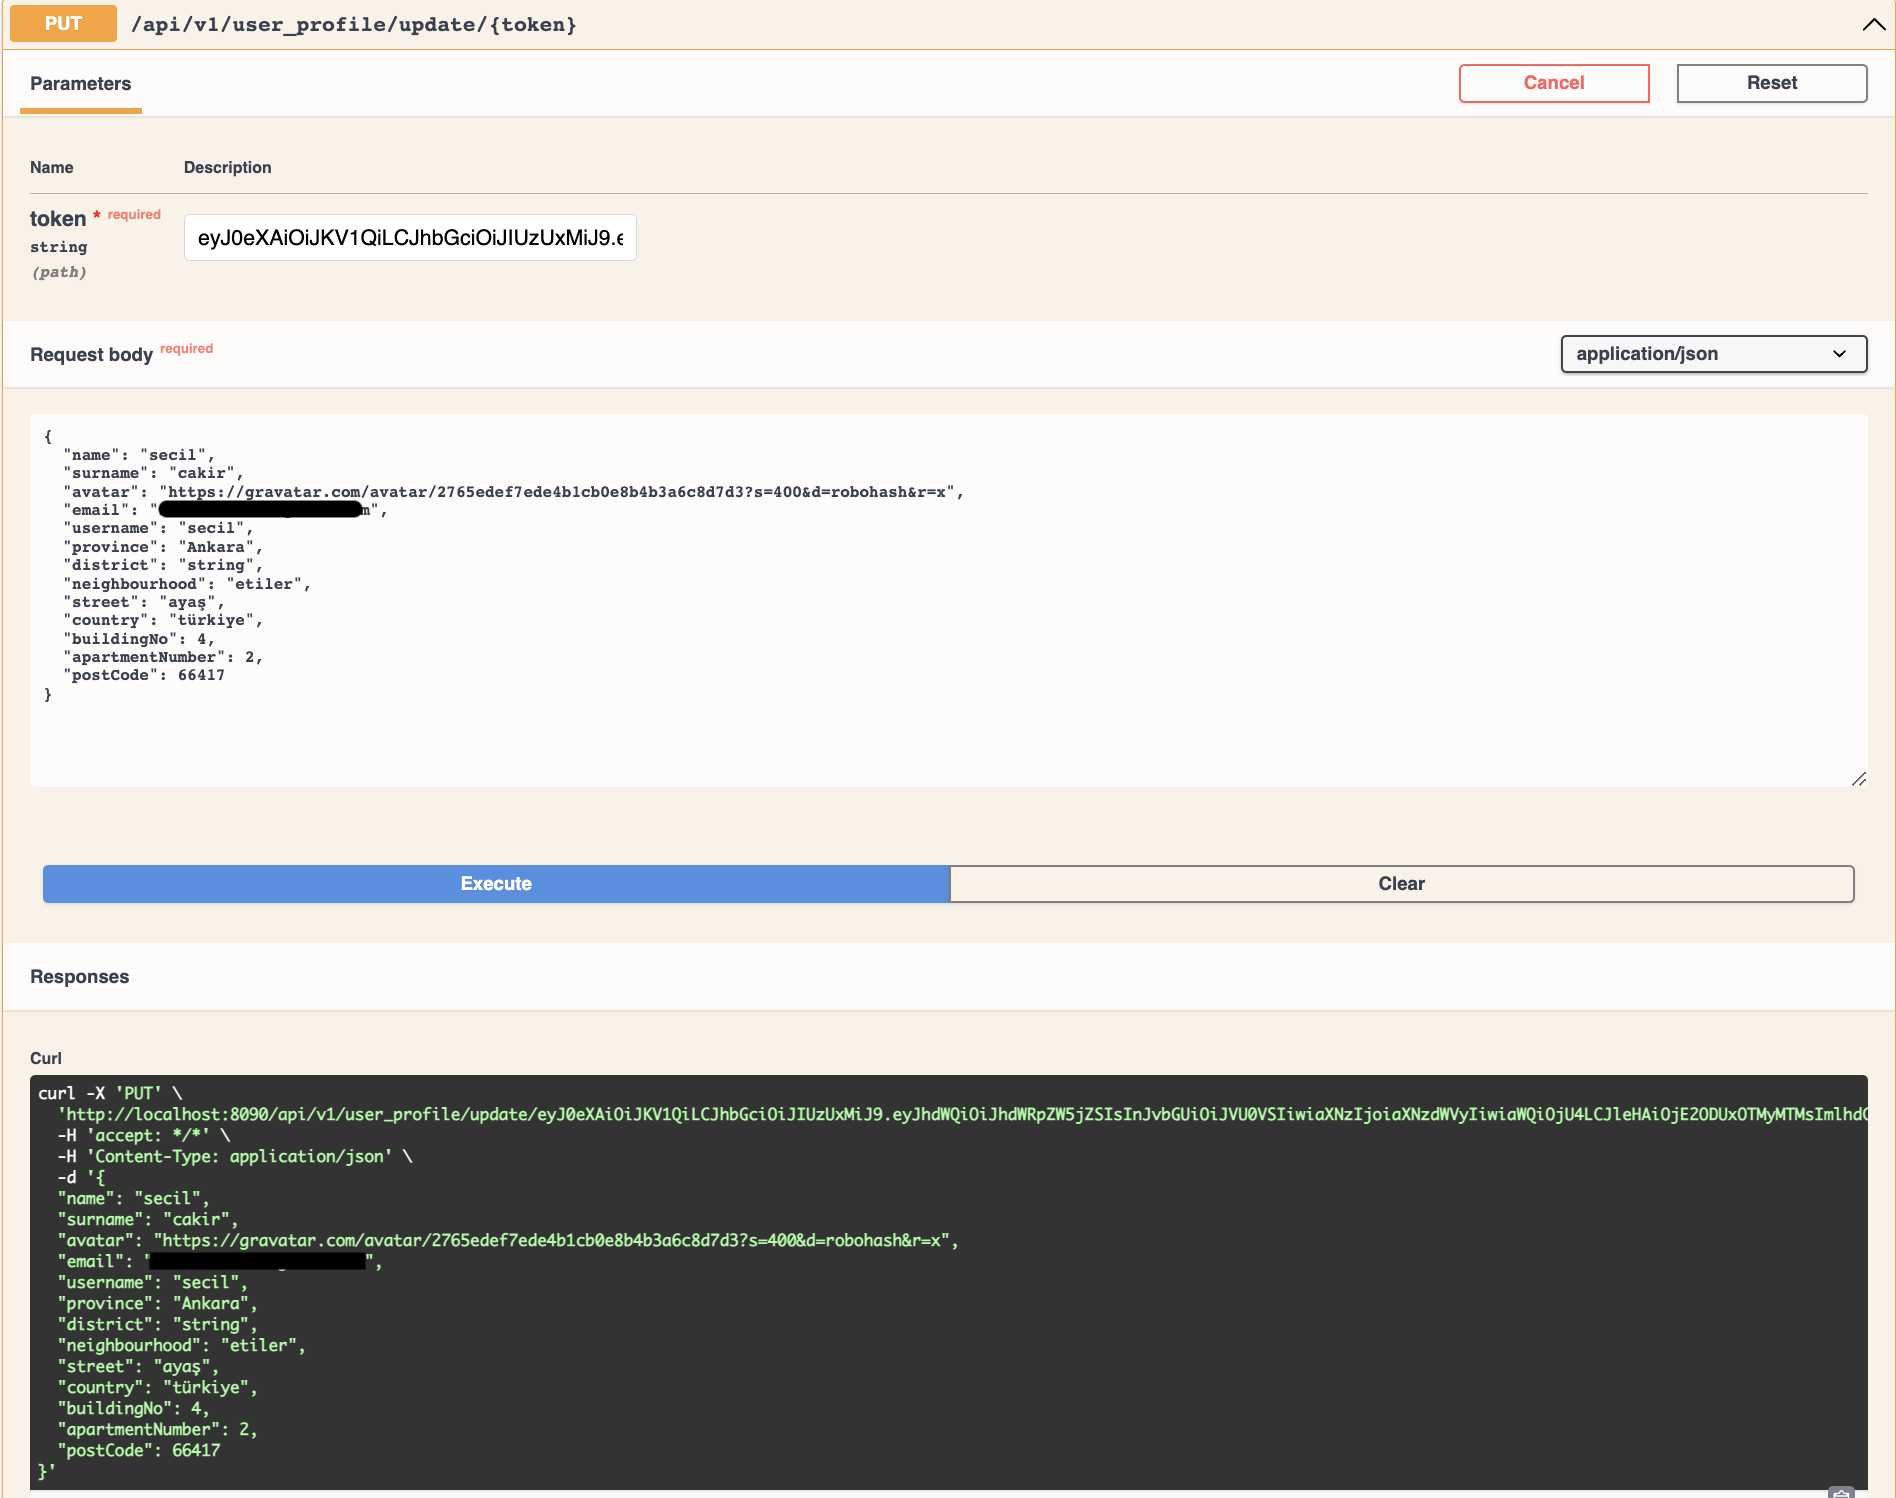 PUT /api/v1/user_profile/update/{token}
Parameters
Cancel
Reset
Name Description
token * required
string
(path)
eyJ0eXAiOiJKV1QiLCJhbGciOiJIUzUxMiJ9.e
Request body required
application/json
{
"name": "secil",
"surname": "cakir",
"avatar": "https://gravatar.com/avatar/2765edef7ede4b1cb0e8b4b3a6c8d7d3?s=400&d=robohash&r=x",
"email": "m",
"username": "secil",
"province": "Ankara",
"district": "string",
"neighbourhood": "etiler",
"street": "ayaş",
"country": "türkiye",
"buildingNo": 4,
"apartmentNumber": 2,
"postCode": 66417
}
Execute
Clear
Responses
Curl
curl -X 'PUT' \
'http://localhost:8090/api/v1/user_profile/update/eyJ0eXAiOiJKV1QiLCJhbGciOiJIUzUxMiJ9.eyJhdWQiOiJhdWRpZW5jZSIsInJvbGUiOiJVU0VSIiwiaXNzIjoiaXNzdWVyIiwiaWQiOjU4LCJleHAiOjE2ODUxOTMyMTMsImlhdC
-H 'accept: */*' \
-H 'Content-Type: application/json' \
-d '{
"name": "secil",
"surname": "cakir",
"avatar": "https://gravatar.com/avatar/2765edef7ede4b1cb0e8b4b3a6c8d7d3?s=400&d=robohash&r=x",
"email": "",
"username": "secil",
"province": "Ankara",
"district": "string",
"neighbourhood": "etiler",
"street": "ayaş",
"country": "türkiye",
"buildingNo": 4,
"apartmentNumber": 2,
"postCode": 66417
}'